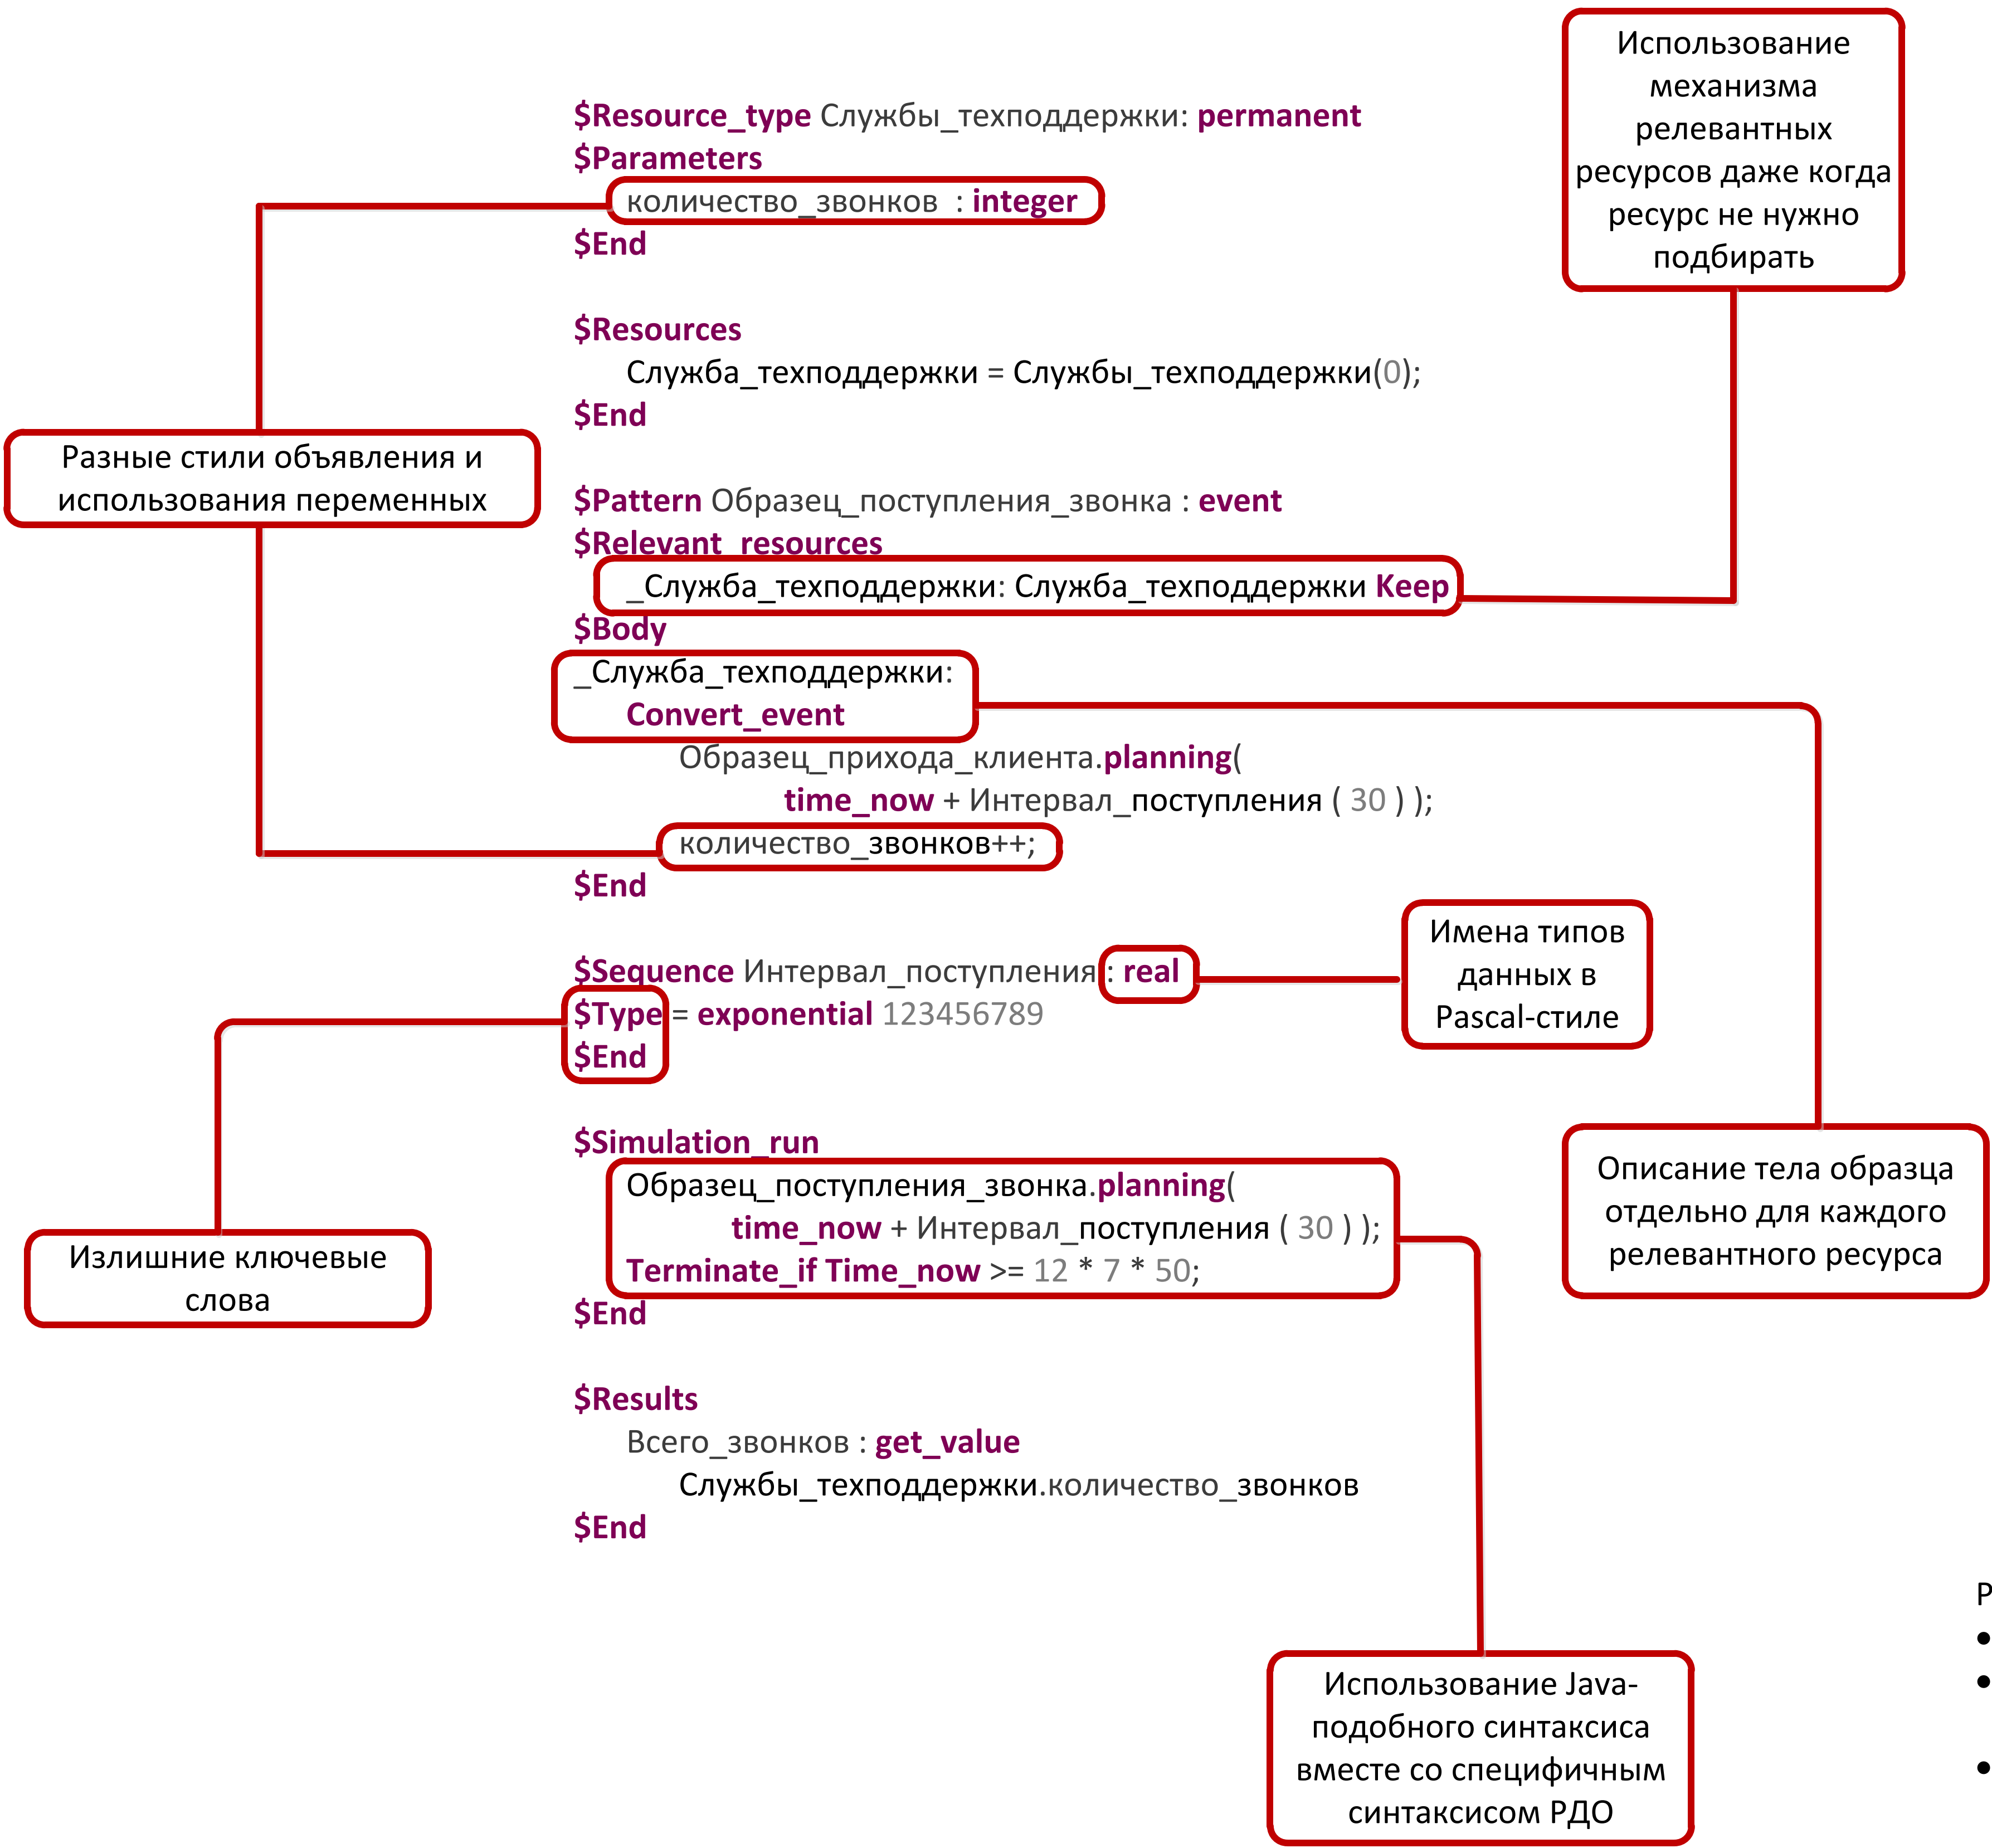 Использование
механизма
релевантных
ресурсов даже когда
ресурс не нужно
подбирать
$Resource_type Службы_техподдержки: permanent
$Parameters
количество_звонков : integer
$End
$Resources
Служба_техподдержки = Службы_техподдержки(0);
$End
Разные стили объявления и
использования переменных
$Pattern Образец_поступления_звонка : event
$Relevant_resources
_Служба_техподдержки: Служба_техподдержки Keep
$Body
_Служба_техподдержки:
Convert_event
Образец_прихода_клиента.planning(
time_now + Интервал_поступления ( 30 ) );
количество_звонков++;
$End
Имена типов
данных в
Pascal-стиле
$Sequence Интервал_поступления : real
$Type = exponential 123456789
$End
$Simulation_run
Образец_поступления_звонка.planning(
time_now + Интервал_поступления ( 30 ) );
Terminate_if Time_now >= 12 * 7 * 50;
$End
Описание тела образца
отдельно для каждого
релевантного ресурса
Излишние ключевые
слова
$Results
Всего_звонков : get_value
Службы_техподдержки.количество_звонков
$End
Р
•
•
•
Использование Java-
подобного синтаксиса
вместе со специфичным
синтаксисом РДО